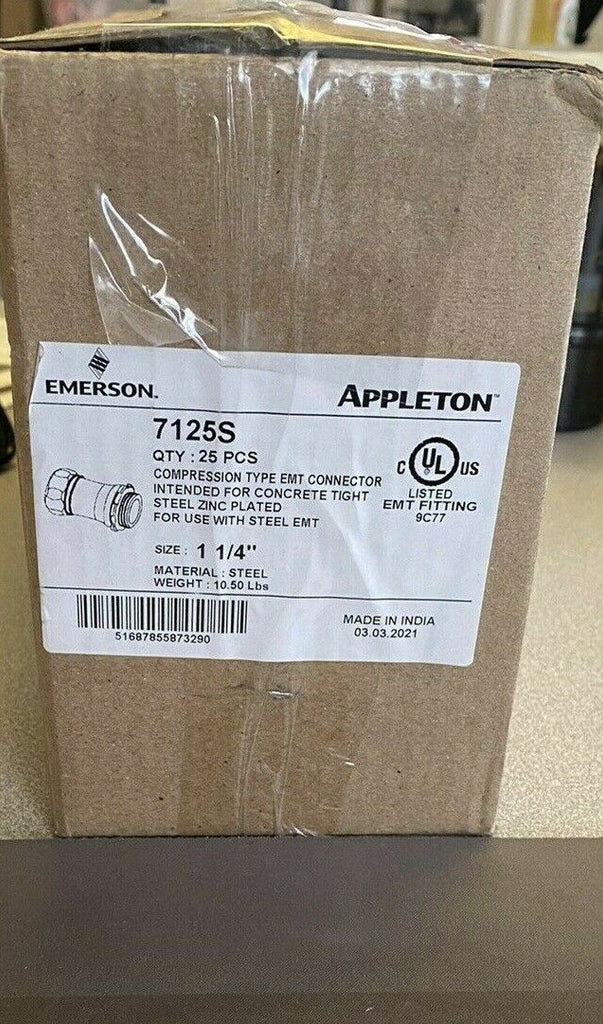 EMERSON.
APPLETON™
7125S
QTY : 25 PCS
COMPRESSION TYPE EMT CONNECTOR
INTENDED FOR CONCRETE TIGHT
STEEL ZINC PLATED
FOR USE WITH STEEL EMT
C UL US
LISTED
EMT FITTING
9C77
SIZE : 1 1/4"
MATERIAL : STEEL
WEIGHT : 10.50 Lbs
51687855873290
MADE IN INDIA
03.03.2021